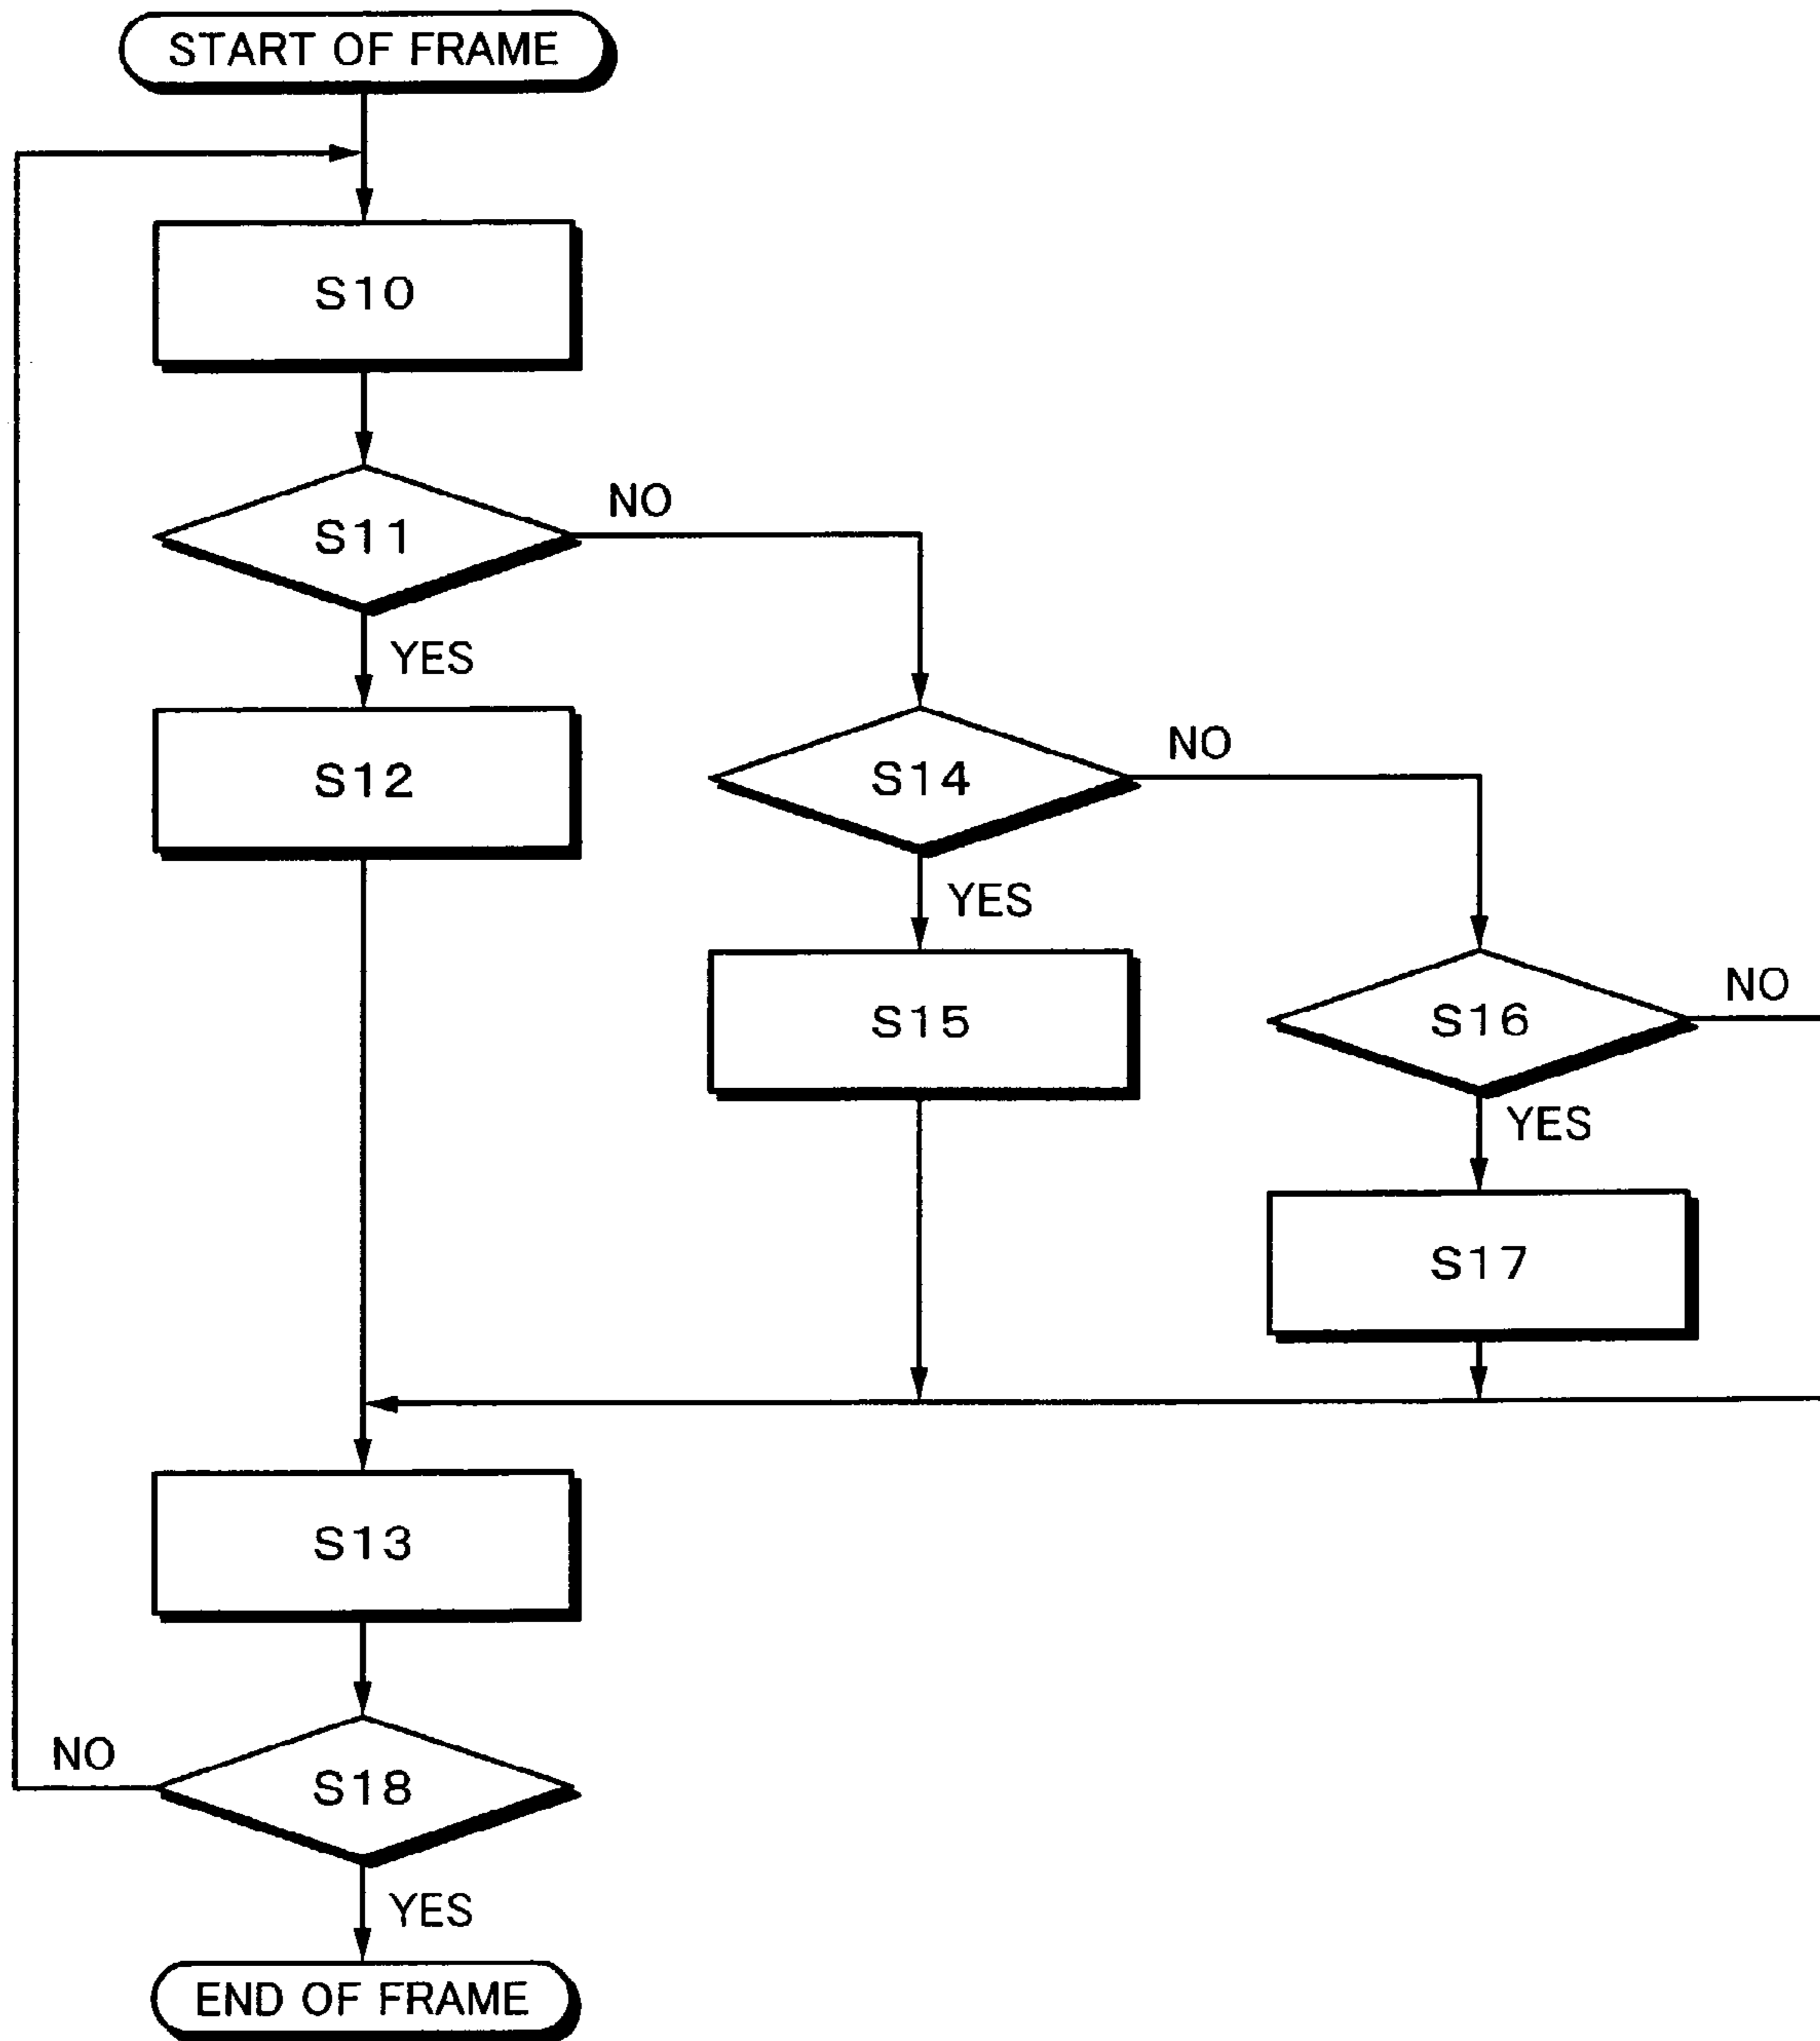 START OF FRAME
S10
S11
NO
YES
S12
S14
NO
YES
S15
S16
NO
YES
S17
S13
S18
NO
YES
END OF FRAME